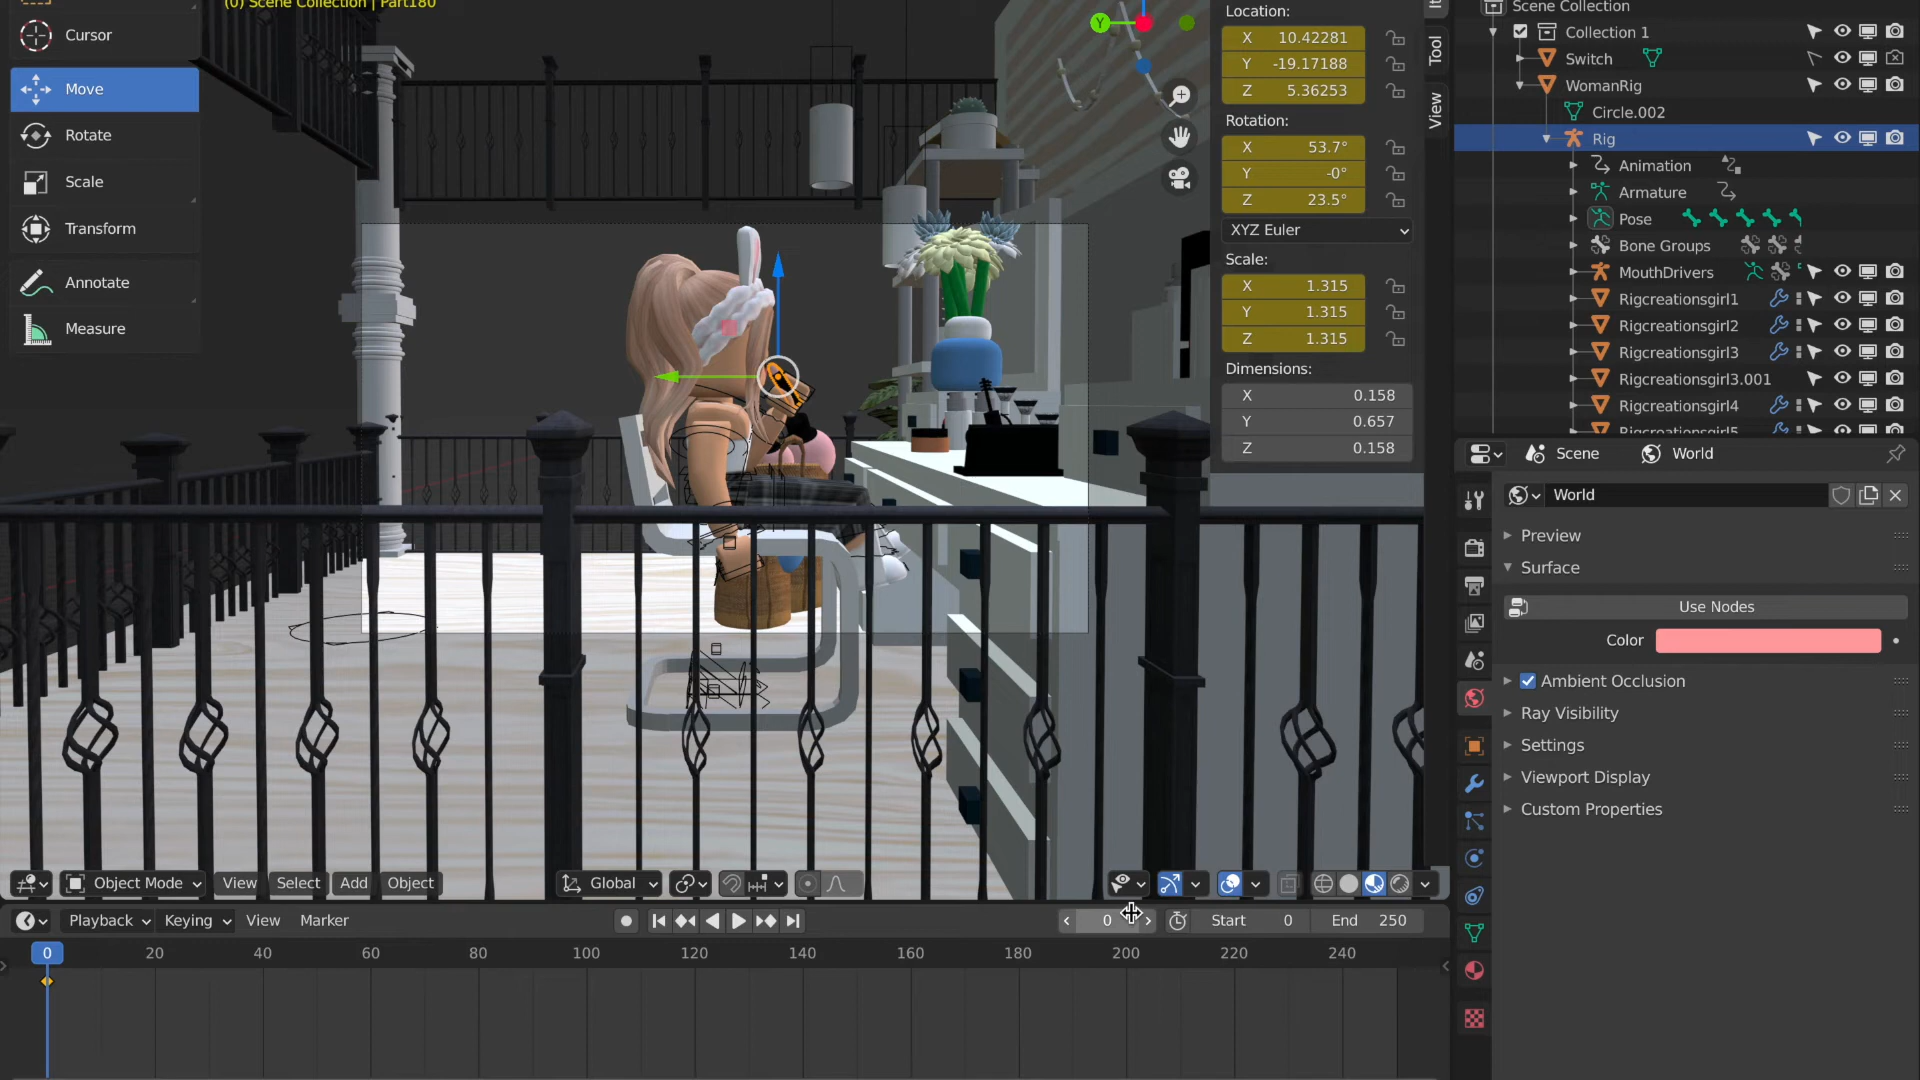 (0) Scene Collection | Part180
Cursor
Move
Rotate
Scale
Transform
Annotate
Measure
Y
Location:
X 10.42281
Y -19.17188
Z 5.36253
Rotation:
X 53.7°
Y -0°
Z 23.5°
XYZ Euler
Scale:
X 1.315
Y 1.315
Z 1.315
Dimensions:
X 0.158
Y 0.657
Z 0.158
Tool
View
Scene Collection
Collection 1
Switch
WomanRig
Circle.002
Rig
Animation
Armature
Pose
Bone Groups
MouthDrivers
Rigcreationsgirl1
Rigcreationsgirl2
Rigcreationsgirl3
Rigcreationsgirl3.001
Rigcreationsgirl4
Rigcreationsgirl5
Scene World
World
Preview
Surface
Use Nodes
Color
Ambient Occlusion
Ray Visibility
Settings
Viewport Display
Custom Properties
Object Mode View Select Add Object Global
Playback Keying View Marker 0 Start 0 End 250
0 20 40 60 80 100 120 140 160 180 200 220 240